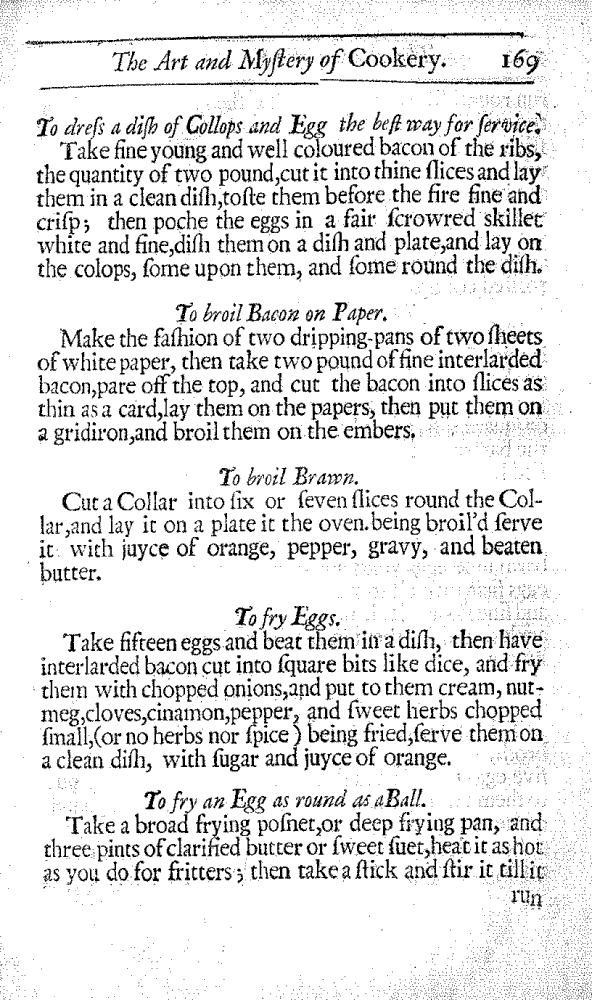 The Art and Myſtery of Cookery. 169
To dreſs a diſh of Collops and Egg the beſt way for ſervice.
Take fine young and well coloured bacon of the ribs,
the quantity of two pound,cut it into thine ſlices and lay
them in a clean diſh,toſte them before the fire fine and
criſp; then poche the eggs in a fair ſcrowred skillet
white and fine,diſh them on a diſh and plate,and lay on
the colops, ſome upon them, and ſome round the diſh.
To broil Bacon on Paper.
Make the faſhion of two dripping-pans of two ſheets
of white paper, then take two pound of fine interlarded
bacon,pare off the top, and cut the bacon into ſlices as
thin as a card,lay them on the papers, then put them on
a gridiron,and broil them on the embers.
To broil Brawn.
Cut a Collar into ſix or ſeven ſlices round the Col-
lar,and lay it on a plate it the oven.being broil'd ſerve
it with juyce of orange, pepper, gravy, and beaten
butter.
To fry Eggs.
Take fifteen eggs and beat them in a diſh, then have
interlarded bacon cut into ſquare bits like dice, and fry
them with chopped onions,and put to them cream, nut-
meg,cloves,cinamon,pepper, and ſweet herbs chopped
ſmall,(or no herbs nor ſpice) being fried,ſerve them on
a clean diſh, with ſugar and juyce of orange.
To fry an Egg as round as a Ball.
Take a broad frying poſnet,or deep frying pan, and
three pints of clarified butter or ſweet ſuet,heat it as hot
as you do for fritters; then take a ſtick and ſtir it till it
run